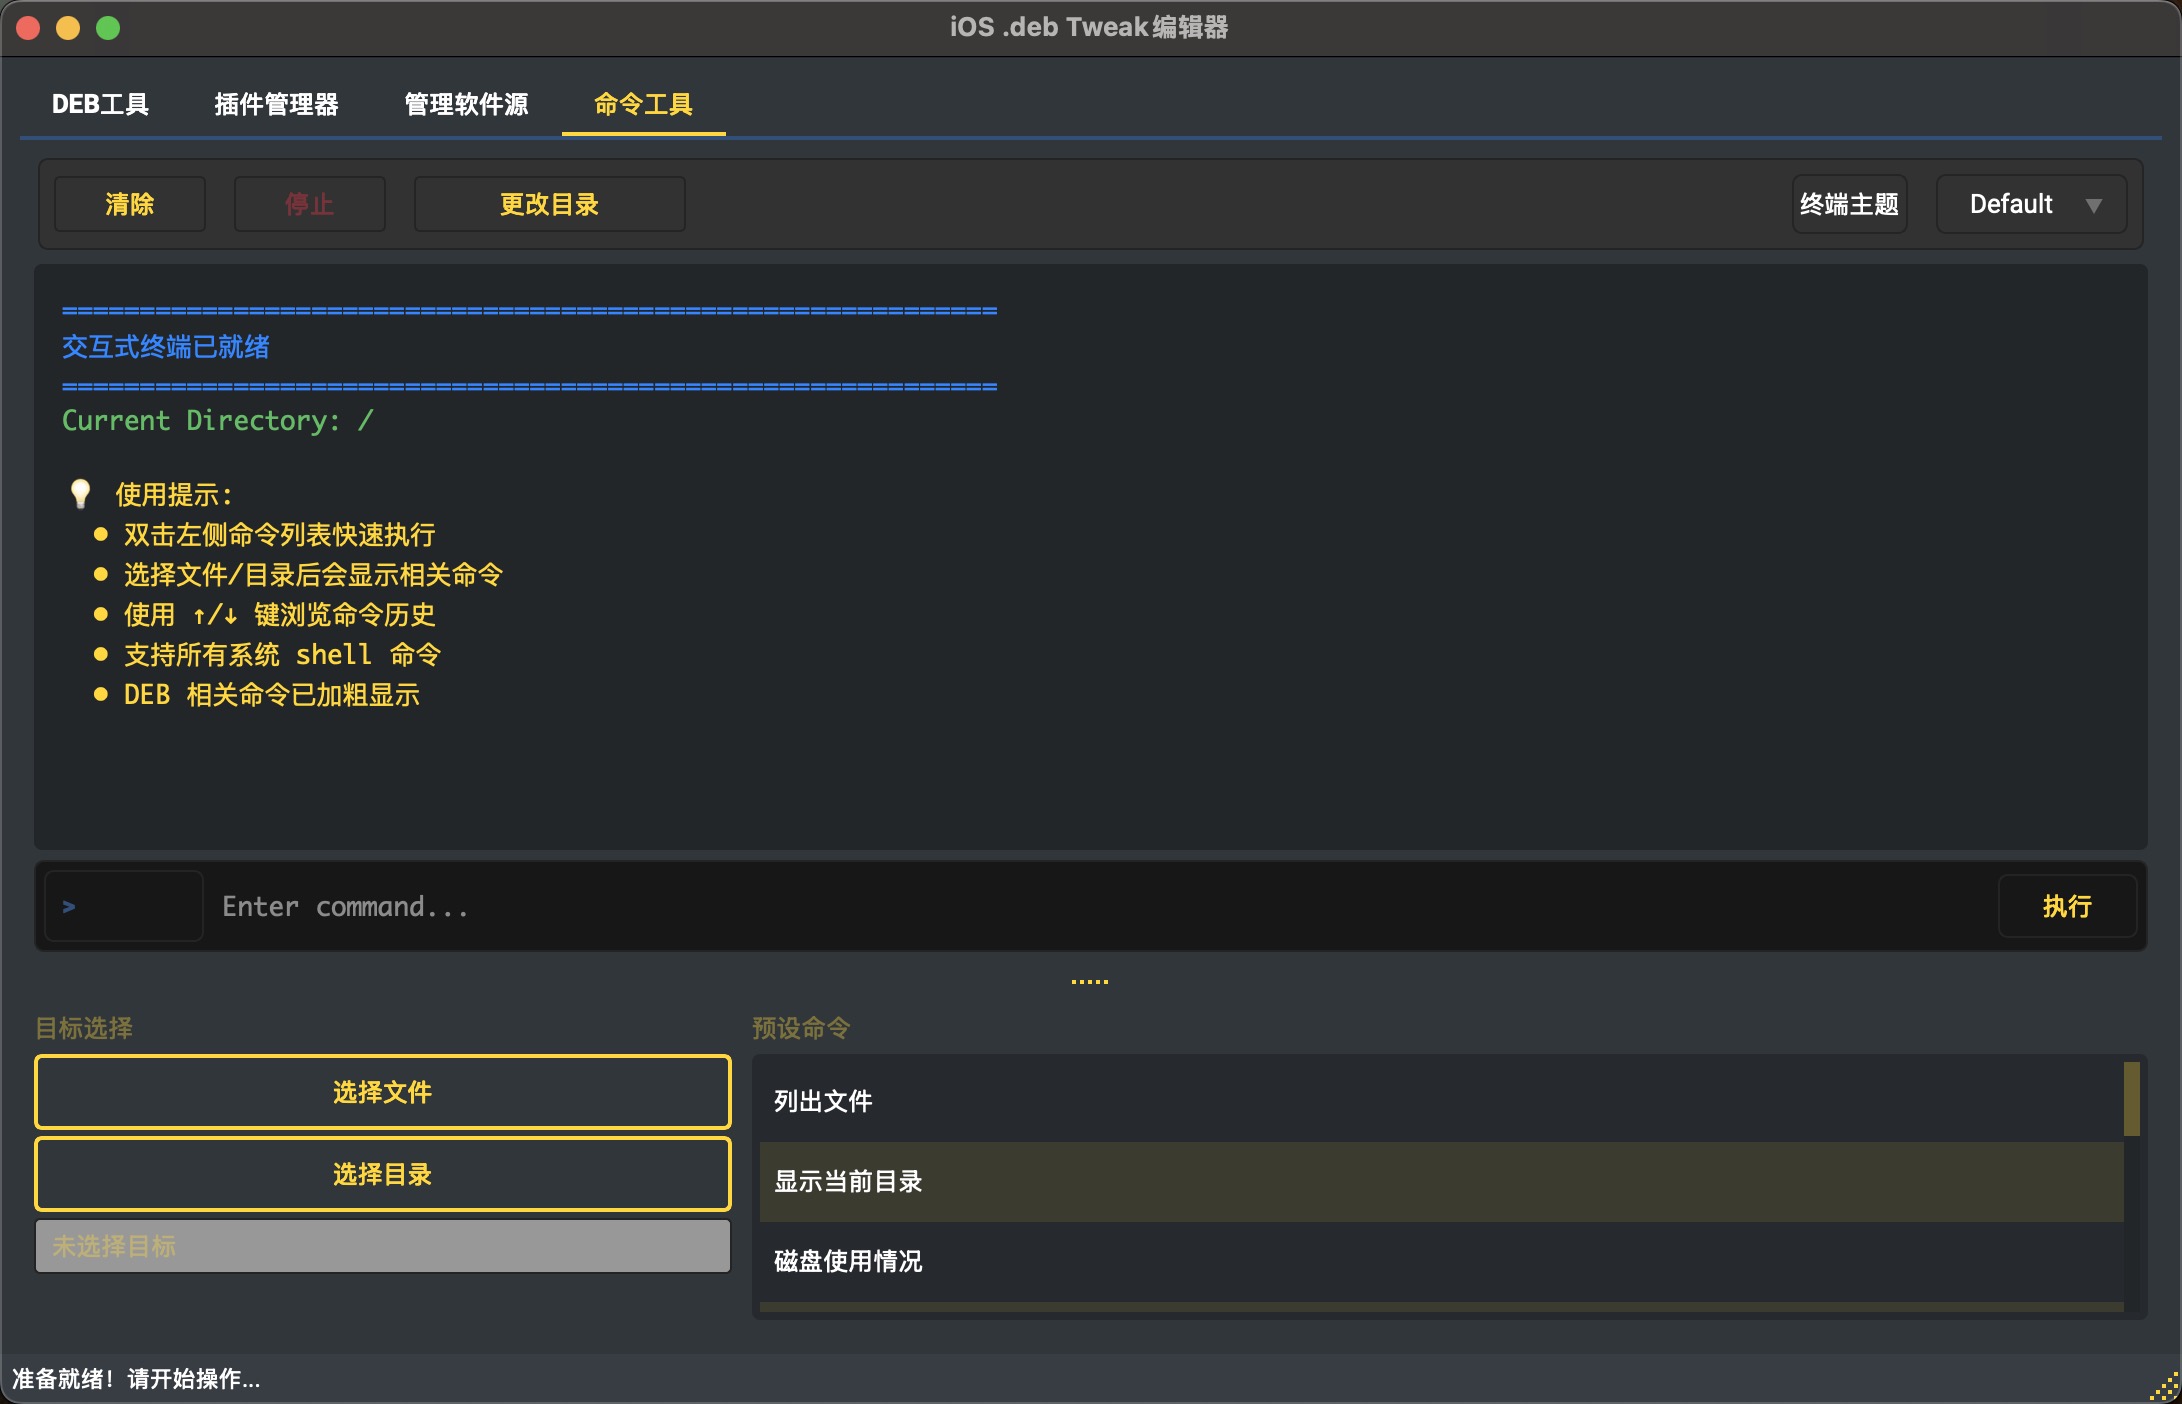 iOS .deb Tweak编辑器
DEB工具 插件管理器 管理软件源 命令工具
清除 停止 更改目录 终端主题 Default
============================================================
交互式终端已就绪
============================================================
Current Directory: /
💡 使用提示:
● 双击左侧命令列表快速执行
● 选择文件/目录后会显示相关命令
● 使用 ↑/↓ 键浏览命令历史
● 支持所有系统 shell 命令
● DEB 相关命令已加粗显示
> Enter command... 执行
目标选择
选择文件
选择目录
未选择目标
预设命令
列出文件
显示当前目录
磁盘使用情况
准备就绪！请开始操作...